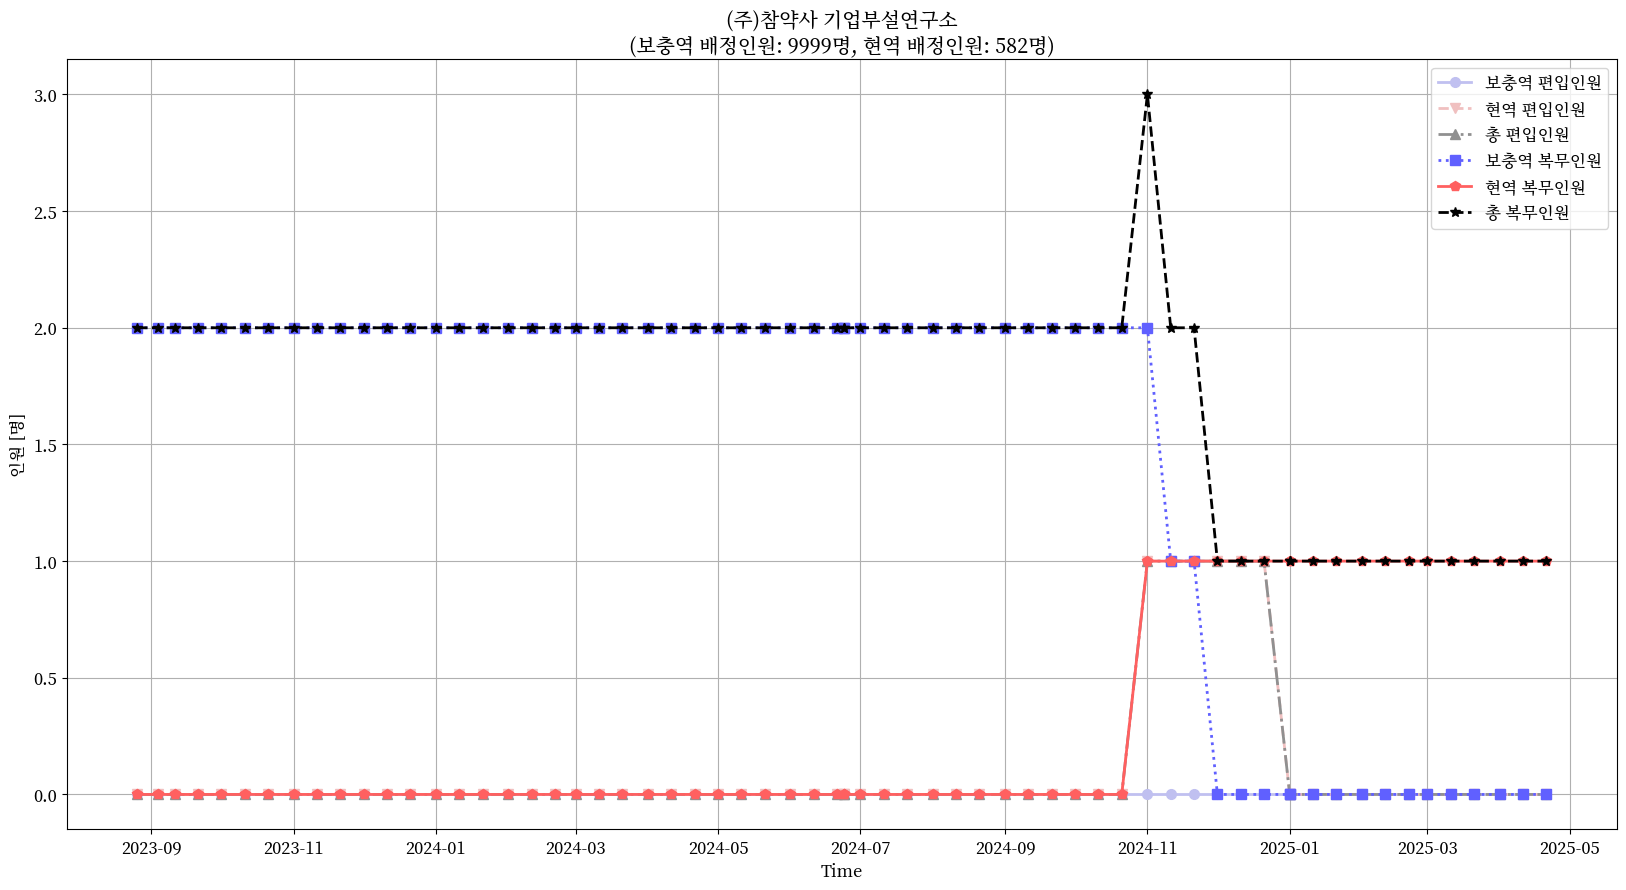 (주)참약사 기업부설연구소
(보충역 배정인원: 9999명, 현역 배정인원: 582명)
보충역 편입인원
현역 편입인원
총 편입인원
보충역 복무인원
현역 복무인원
총 복무인원
인원 [명]
3.0
2.5
2.0
1.5
1.0
0.5
0.0
2023-09 2023-11 2024-01 2024-03 2024-05 2024-07 2024-09 2024-11 2025-01 2025-03 2025-05
Time